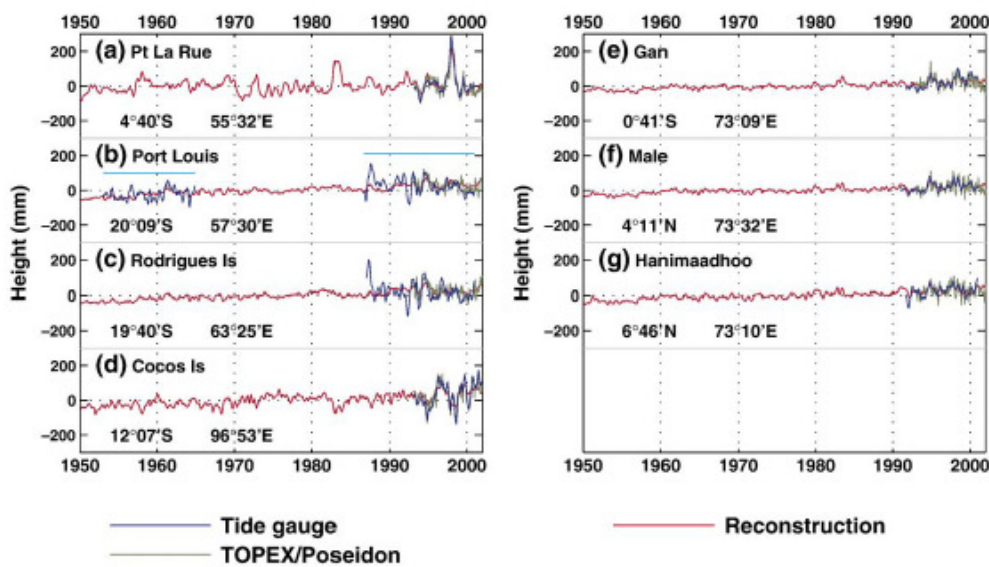 1950 1960 1970 1980 1990 2000
1950 1960 1970 1980 1990 2000
Height (mm)
200
0
−200
(a) Pt La Rue
4°40'S 55°32'E
200
0
−200
(b) Port Louis
20°09'S 57°30'E
200
0
−200
(c) Rodrigues Is
19°40'S 63°25'E
200
0
−200
(d) Cocos Is
12°07'S 96°53'E
1950 1960 1970 1980 1990 2000
Height (mm)
200
0
−200
(e) Gan
0°41'S 73°09'E
200
0
−200
(f) Male
4°11'N 73°32'E
200
0
−200
(g) Hanimaadhoo
6°46'N 73°10'E
1950 1960 1970 1980 1990 2000
Tide gauge
TOPEX/Poseidon
Reconstruction